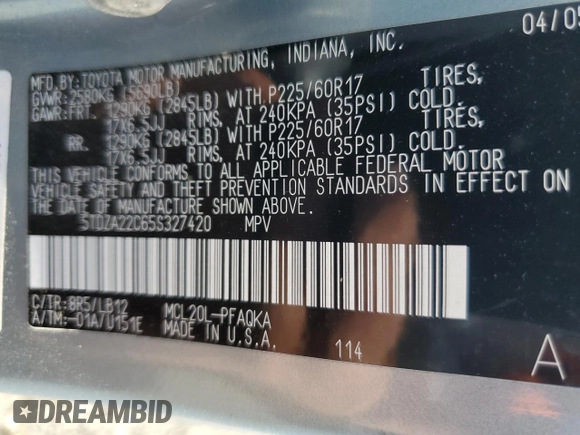 04/05
MFD.BY:TOYOTA MOTOR MANUFACTURING, INDIANA, INC.
GVWR:2580KG (5690LB)
GAWR:FRT. 1290KG (2845LB) WITH P225/60R17 TIRES,
17X6.5JJ RIMS, AT 240KPA (35PSI) COLD.
RR. 1290KG (2845LB) WITH P225/60R17 TIRES,
17X6.5JJ RIMS, AT 240KPA (35PSI) COLD.
THIS VEHICLE CONFORMS TO ALL APPLICABLE FEDERAL MOTOR
VEHICLE SAFETY AND THEFT PREVENTION STANDARDS IN EFFECT ON
THE DATE OF MANUFACTURE SHOWN ABOVE.
5TDZA22C65S327420 MPV
C/TR:8R5/LB12 MCL20L-PFAQKA
A/TM:-01A/U151E MADE IN U.S.A.
114
A
DREAMBID